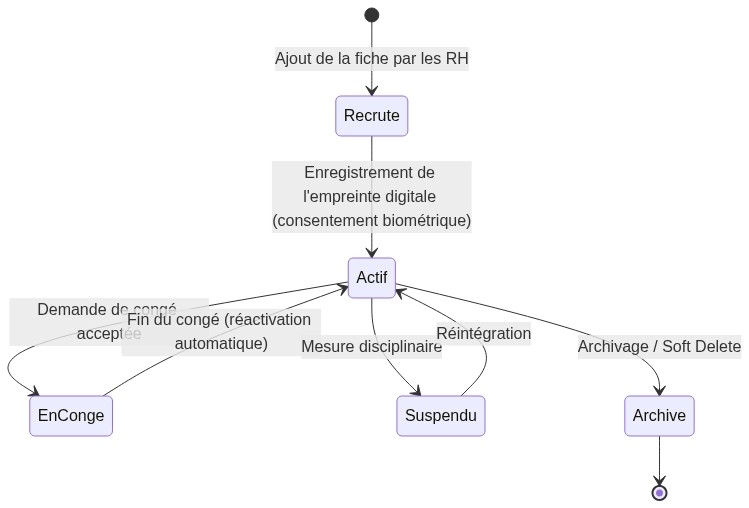 Ajout de la fiche par les RH
Recrute
Enregistrement de
l'empreinte digitale
(consentement biométrique)
Actif
Demande de congé
acceptée
Fin du congé (réactivation
automatique)
Mesure disciplinaire
Réintégration
Archivage / Soft Delete
EnConge
Suspendu
Archive